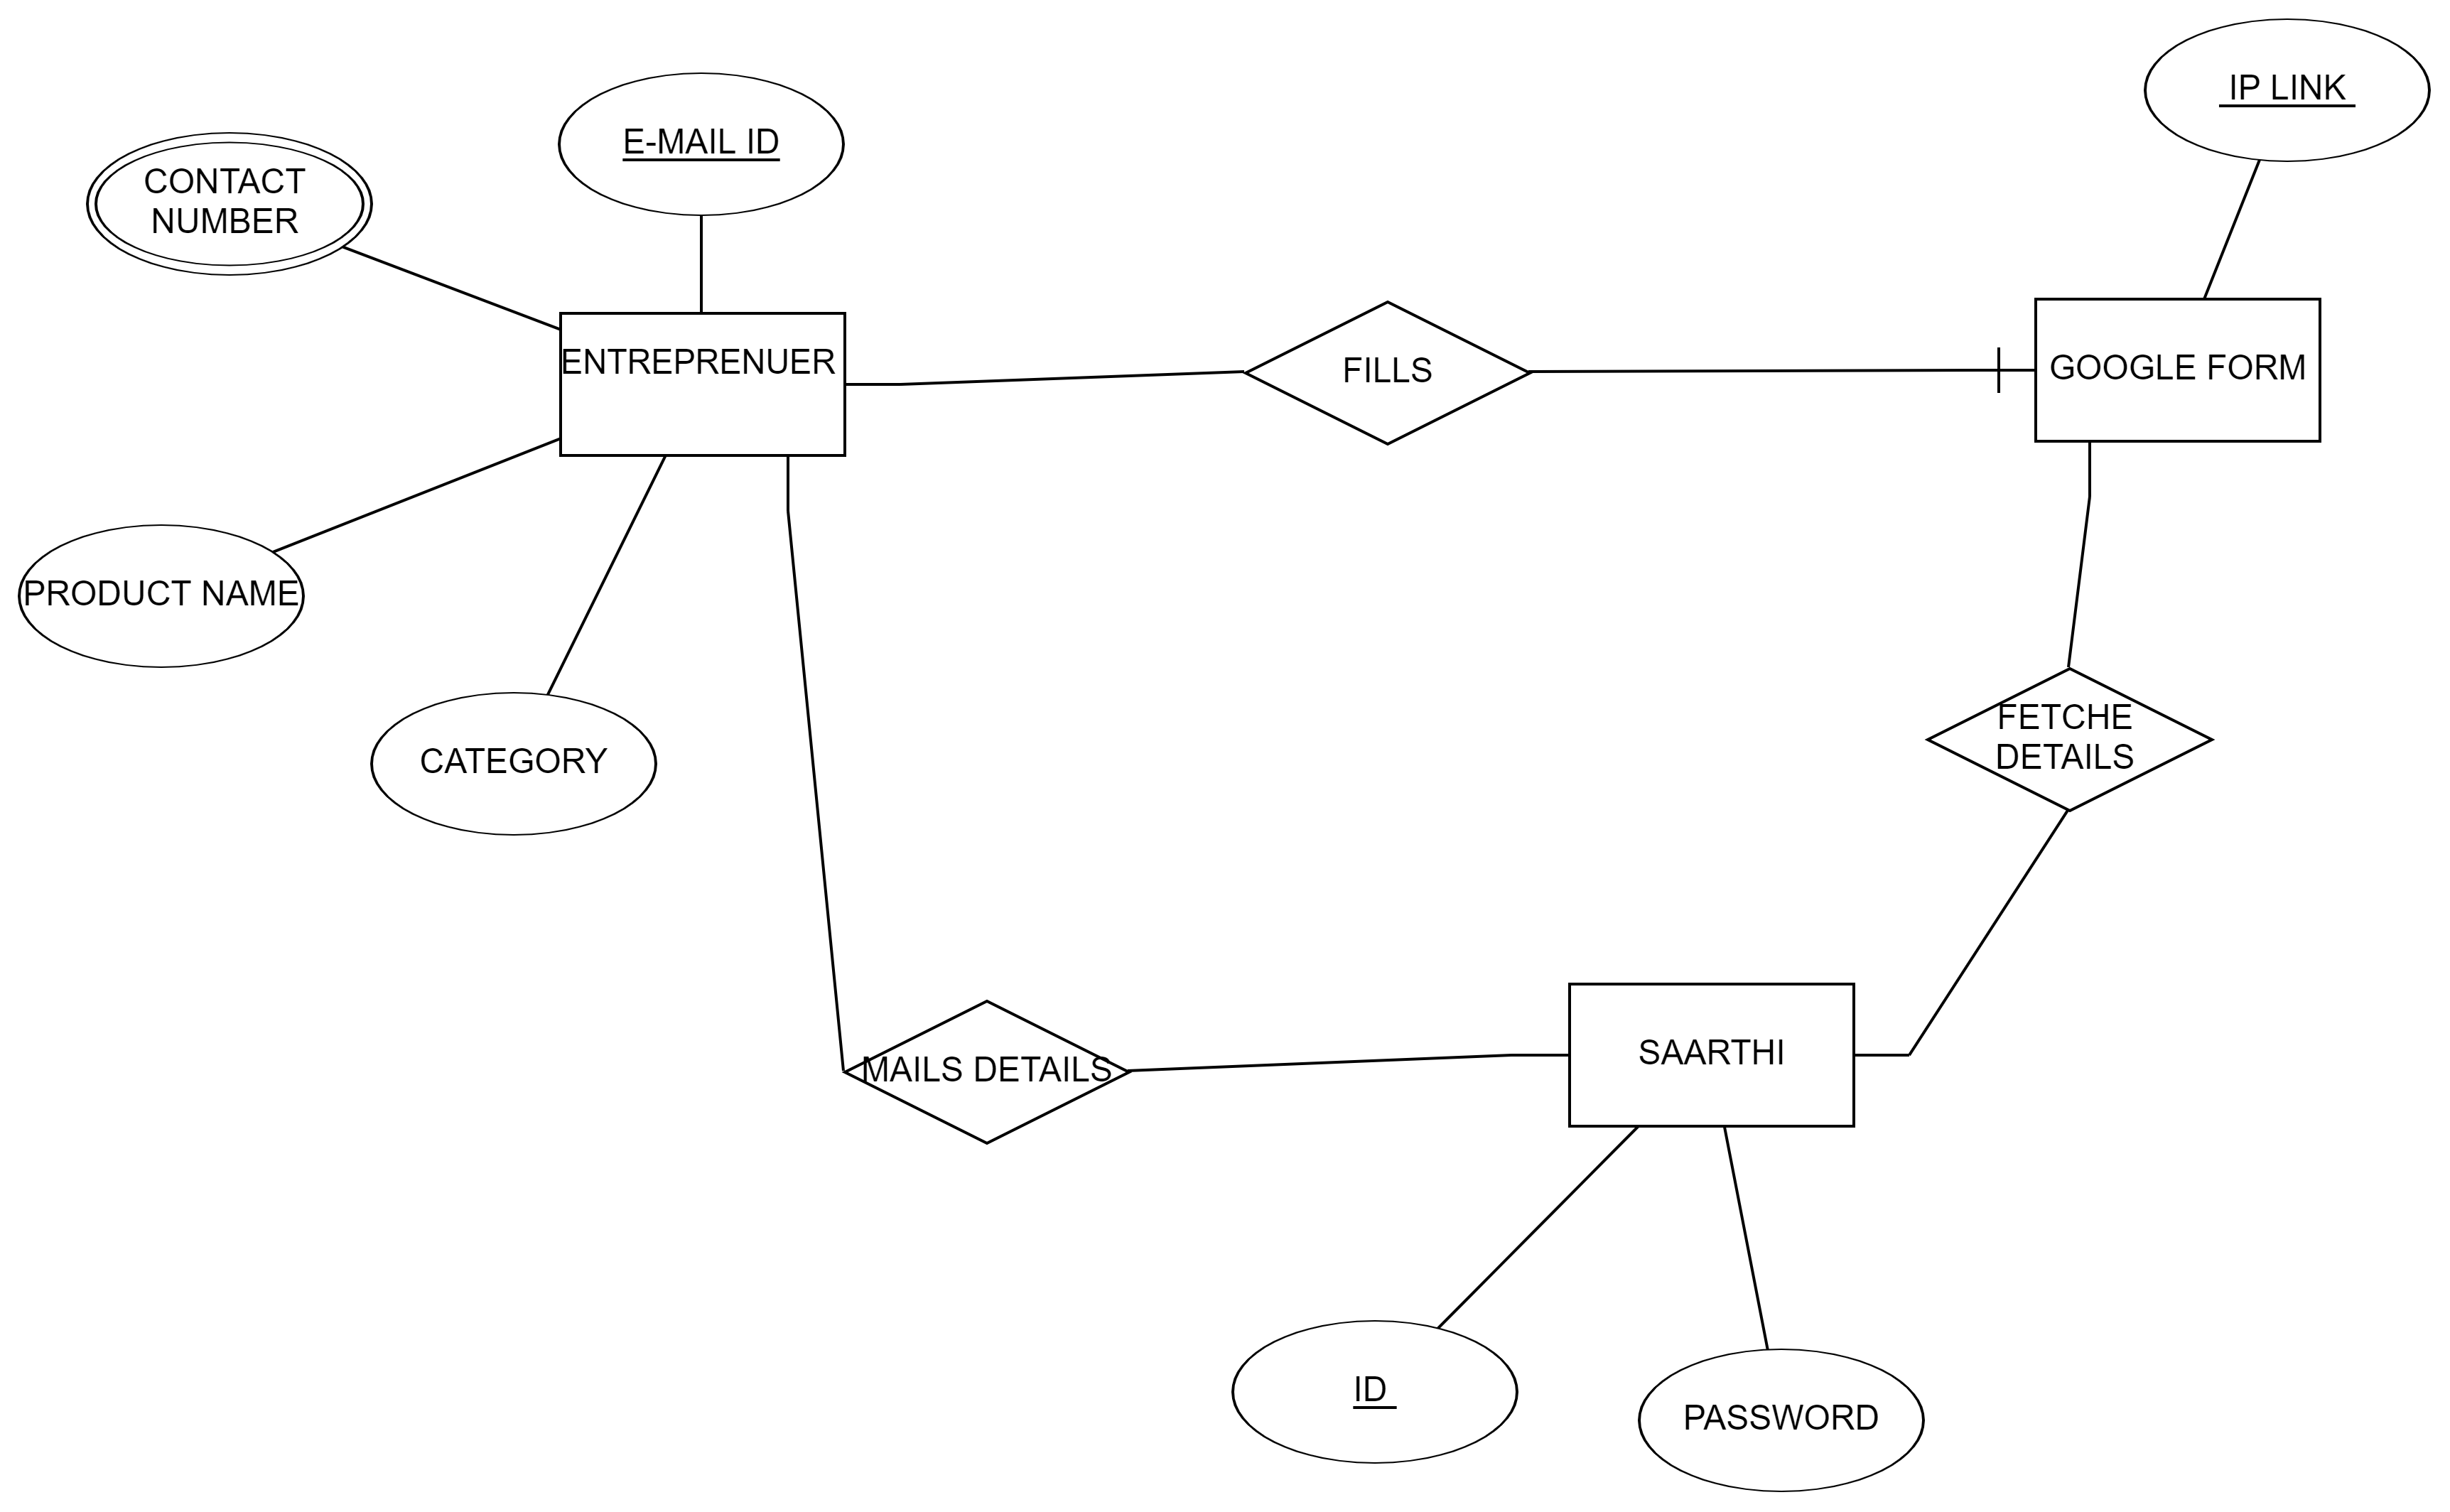 IP LINK
E-MAIL ID
CONTACT
NUMBER
ENTREPRENUER
FILLS
GOOGLE FORM
PRODUCT NAME
CATEGORY
FETCHE
DETAILS
MAILS DETAILS
SAARTHI
ID
PASSWORD